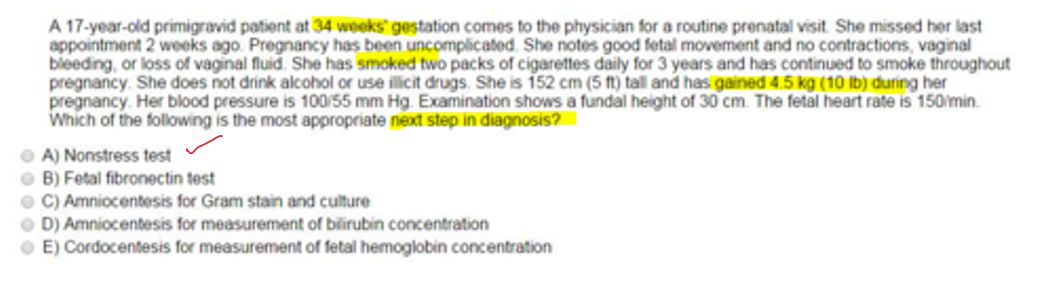 A 17-year-old primigravid patient at 34 weeks' gestation comes to the physician for a routine prenatal visit. She missed her last
appointment 2 weeks ago. Pregnancy has been uncomplicated. She notes good fetal movement and no contractions, vaginal
bleeding, or loss of vaginal fluid. She has smoked two packs of cigarettes daily for 3 years and has continued to smoke throughout
pregnancy. She does not drink alcohol or use illicit drugs. She is 152 cm (5 ft) tall and has gained 4.5 kg (10 lb) during her
pregnancy. Her blood pressure is 100/55 mm Hg. Examination shows a fundal height of 30 cm. The fetal heart rate is 150/min.
Which of the following is the most appropriate next step in diagnosis?
A) Nonstress test
B) Fetal fibronectin test
C) Amniocentesis for Gram stain and culture
D) Amniocentesis for measurement of bilirubin concentration
E) Cordocentesis for measurement of fetal hemoglobin concentration